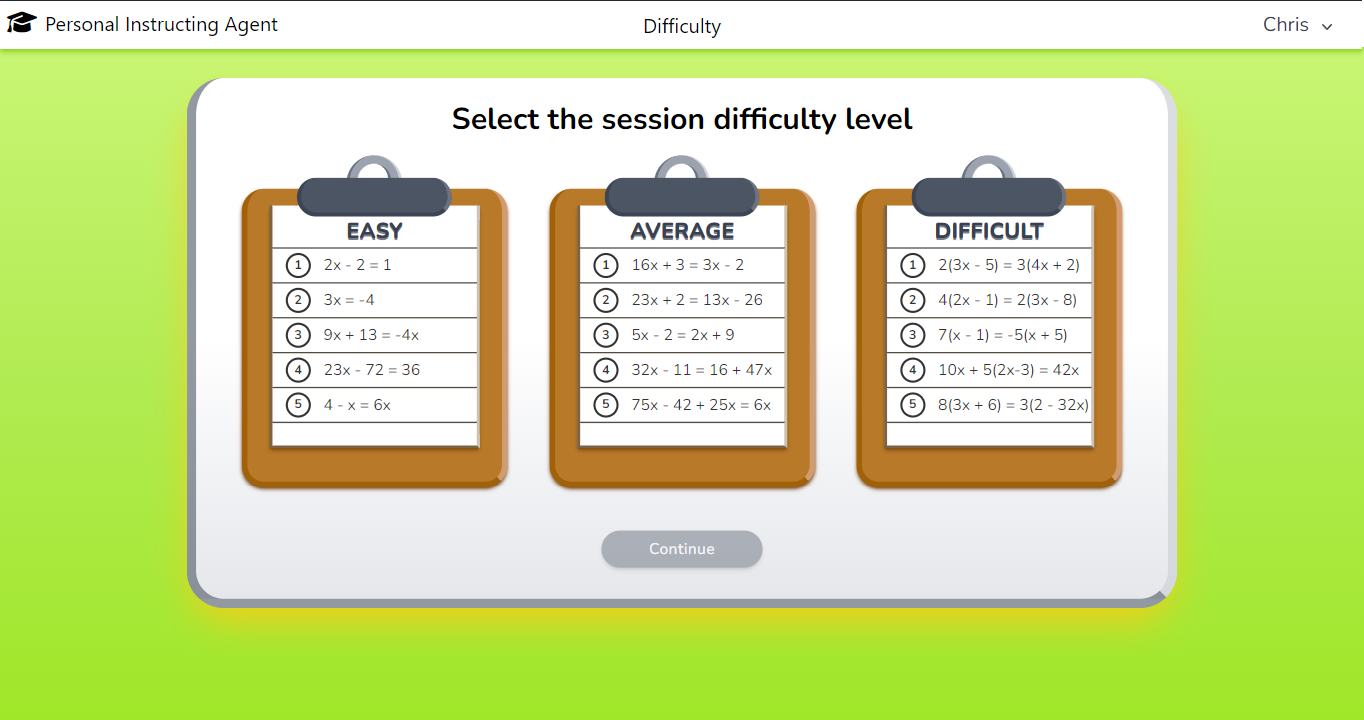 Personal Instructing Agent
Difficulty
Chris
Select the session difficulty level
EASY
1 2x - 2 = 1
2 3x = -4
3 9x + 13 = -4x
4 23x - 72 = 36
5 4 - x = 6x
AVERAGE
1 16x + 3 = 3x - 2
2 23x + 2 = 13x - 26
3 5x - 2 = 2x + 9
4 32x - 11 = 16 + 47x
5 75x - 42 + 25x = 6x
DIFFICULT
1 2(3x - 5) = 3(4x + 2)
2 4(2x - 1) = 2(3x - 8)
3 7(x - 1) = -5(x + 5)
4 10x + 5(2x-3) = 42x
5 8(3x + 6) = 3(2 - 32x)
Continue